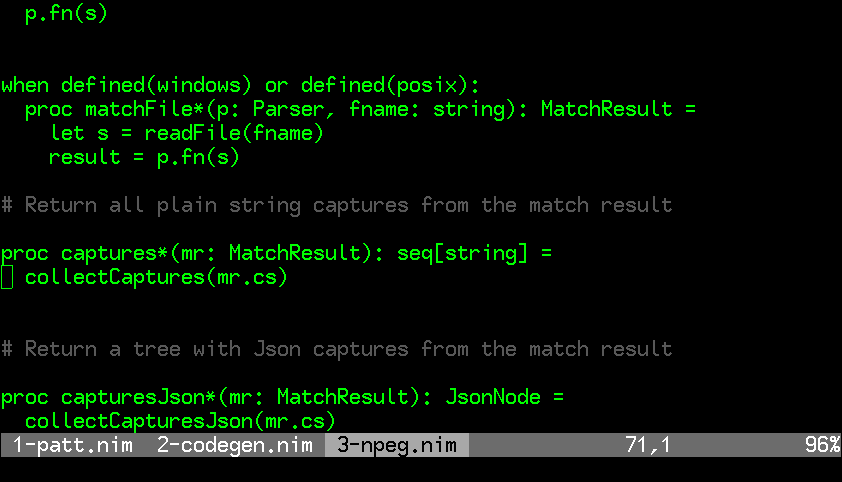 p.fn(s)
when defined(windows) or defined(posix):
proc matchFile*(p: Parser, fname: string): MatchResult =
let s = readFile(fname)
result = p.fn(s)
# Return all plain string captures from the match result
proc captures*(mr: MatchResult): seq[string] =
collectCaptures(mr.cs)
# Return a tree with Json captures from the match result
proc capturesJson*(mr: MatchResult): JsonNode =
collectCapturesJson(mr.cs)
1-patt.nim 2-codegen.nim 3-npeg.nim 71,1 96%